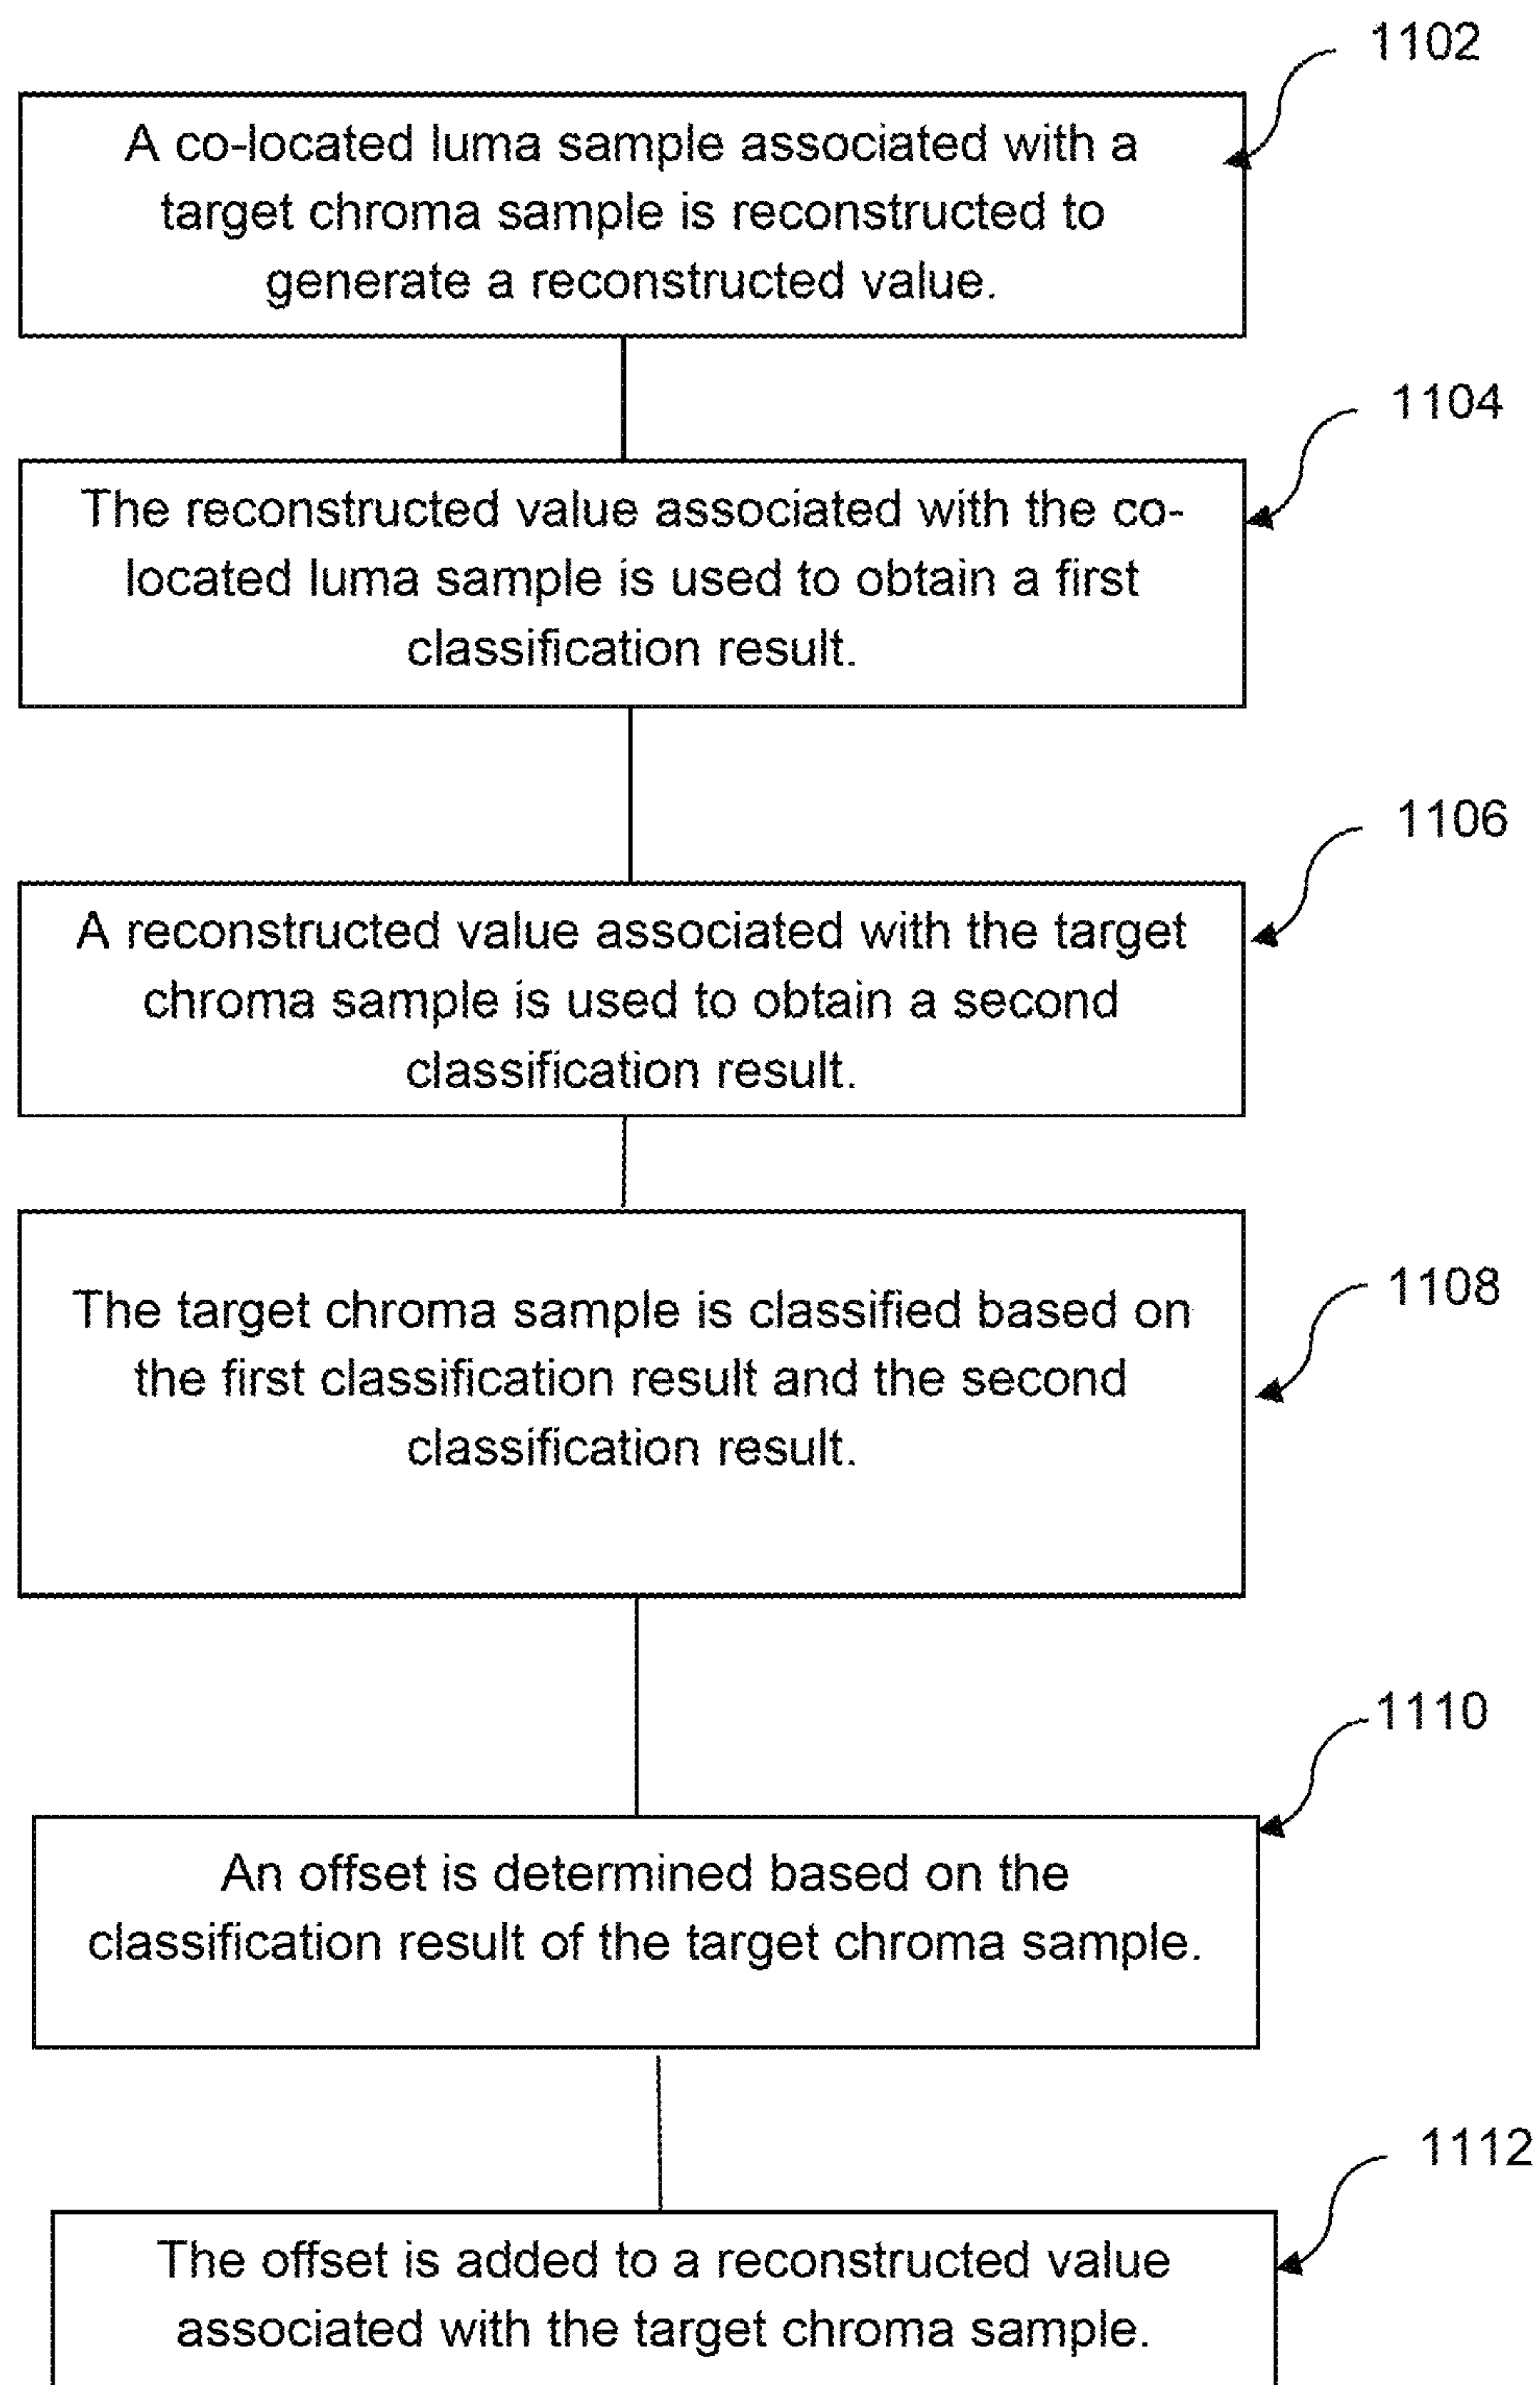 1102
A co-located luma sample associated with a
target chroma sample is reconstructed to
generate a reconstructed value.
1104
The reconstructed value associated with the co-
located luma sample is used to obtain a first
classification result.
1106
A reconstructed value associated with the target
chroma sample is used to obtain a second
classification result.
1108
The target chroma sample is classified based on
the first classification result and the second
classification result.
1110
An offset is determined based on the
classification result of the target chroma sample.
1112
The offset is added to a reconstructed value
associated with the target chroma sample.